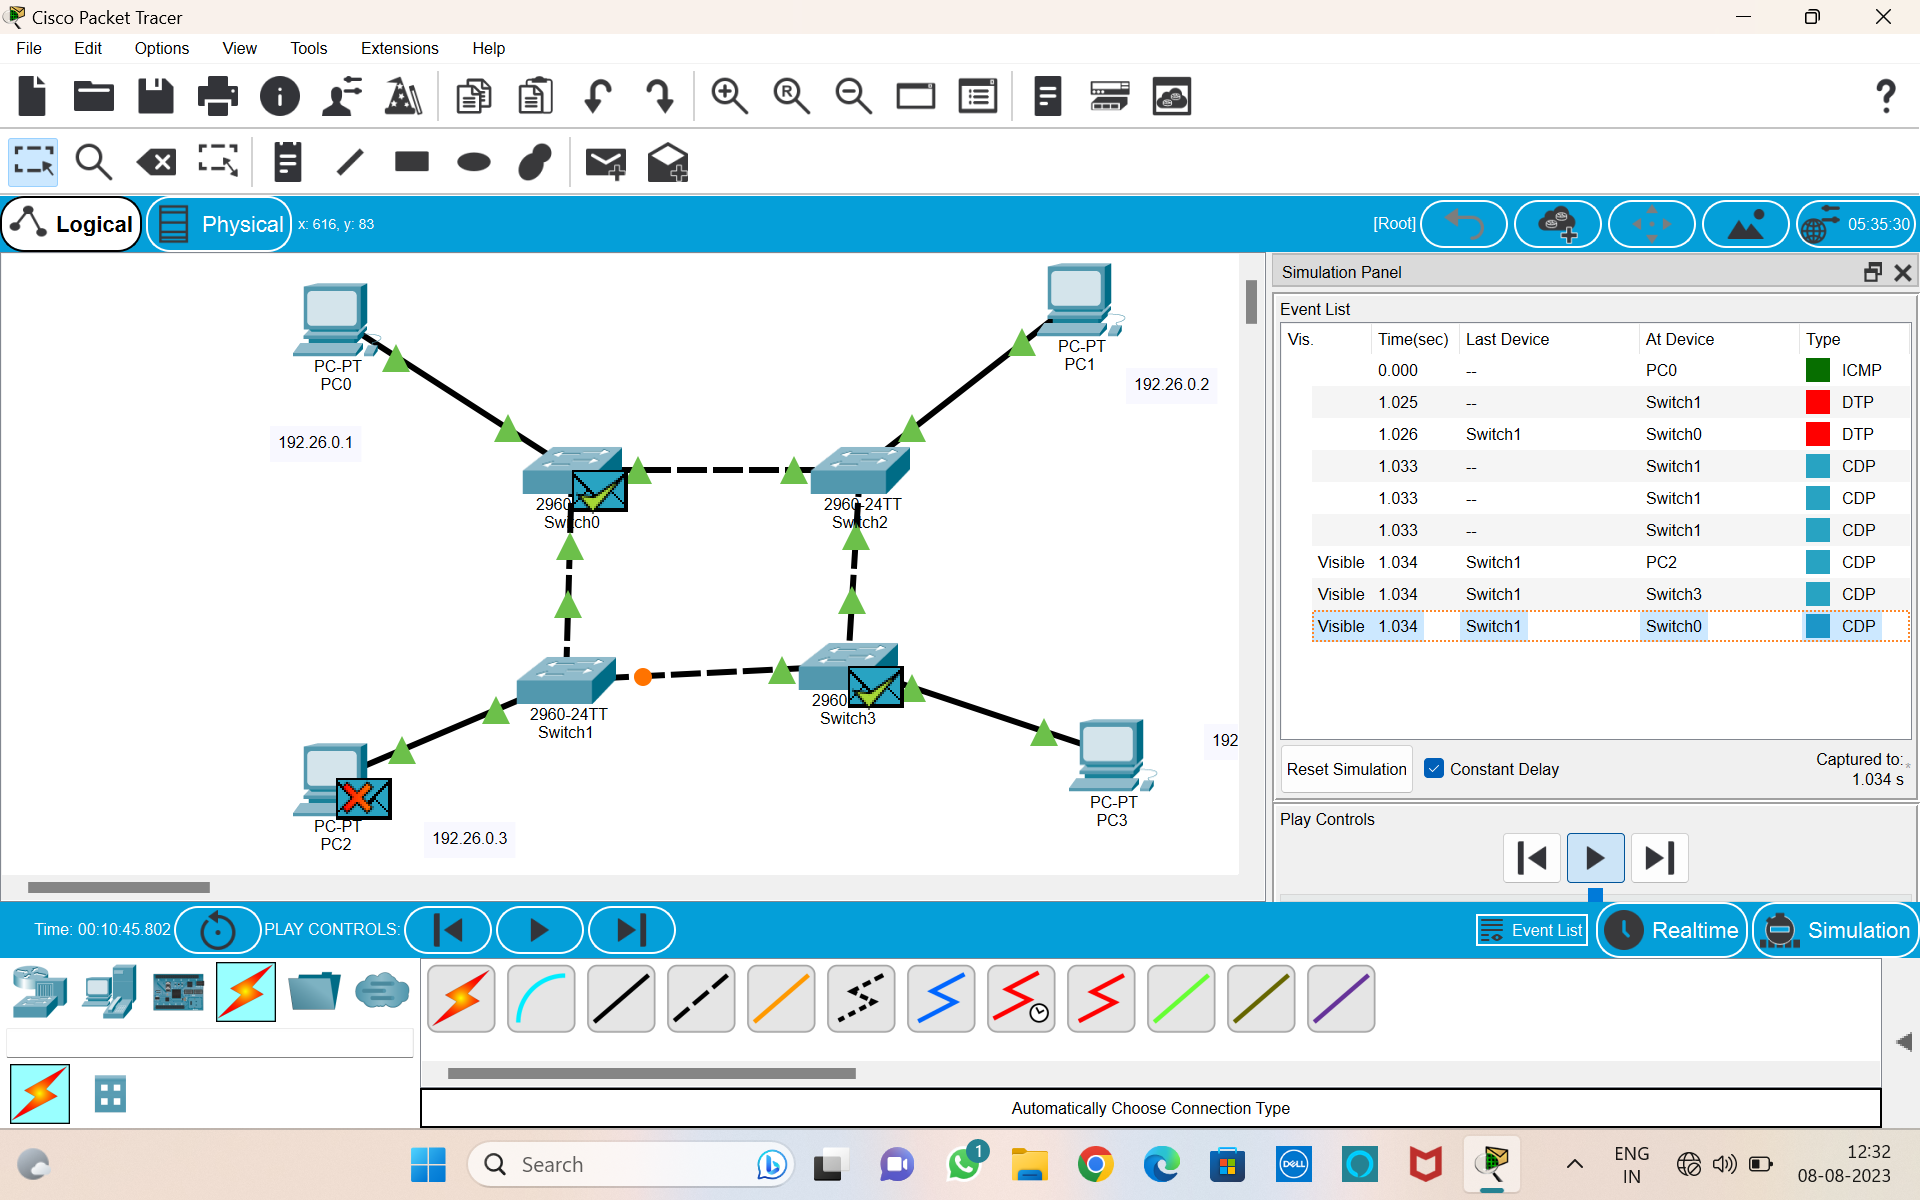 Cisco Packet Tracer
File Edit Options View Tools Extensions Help
Logical Physical x: 616, y: 83 [Root] 05:35:30
PC-PT
PC0
192.26.0.1
PC-PT
PC1
192.26.0.2
2960
Switch0
2960-24TT
Switch2
2960-24TT
Switch1
2960
Switch3
PC-PT
PC2
192.26.0.3
PC-PT
PC3
192
Simulation Panel
Event List
Vis. Time(sec) Last Device At Device Type
0.000 -- PC0 ICMP
1.025 -- Switch1 DTP
1.026 Switch1 Switch0 DTP
1.033 -- Switch1 CDP
1.033 -- Switch1 CDP
1.033 -- Switch1 CDP
Visible 1.034 Switch1 PC2 CDP
Visible 1.034 Switch1 Switch3 CDP
Visible 1.034 Switch1 Switch0 CDP
Reset Simulation Constant Delay Captured to:*
1.034 s
Play Controls
Time: 00:10:45.802 PLAY CONTROLS: Event List Realtime Simulation
Automatically Choose Connection Type
Search 1 DELL ENG
IN
12:32
08-08-2023